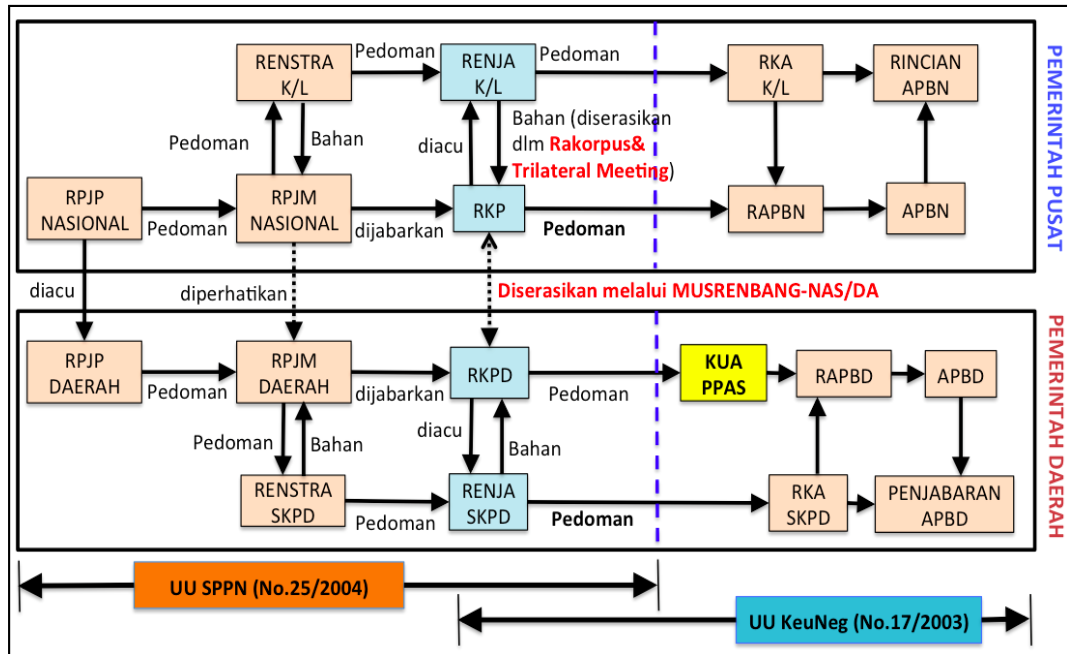 RENSTRA
K/L
Pedoman
RENJA
K/L
Pedoman
RKA
K/L
RINCIAN
APBN
Pedoman
Bahan
diacu
Bahan (diserasikan
dlm Rakorpus&
Trilateral Meeting)
RPJP
NASIONAL
Pedoman
RPJM
NASIONAL
dijabarkan
RKP
Pedoman
RAPBN
APBN
PEMERINTAH PUSAT
diacu
diperhatikan
Diserasikan melalui MUSRENBANG-NAS/DA
RPJP
DAERAH
Pedoman
RPJM
DAERAH
dijabarkan
RKPD
Pedoman
KUA
PPAS
RAPBD
APBD
Pedoman
Bahan
diacu
Bahan
RENSTRA
SKPD
Pedoman
RENJA
SKPD
Pedoman
RKA
SKPD
PENJABARAN
APBD
PEMERINTAH DAERAH
UU SPPN (No.25/2004)
UU KeuNeg (No.17/2003)